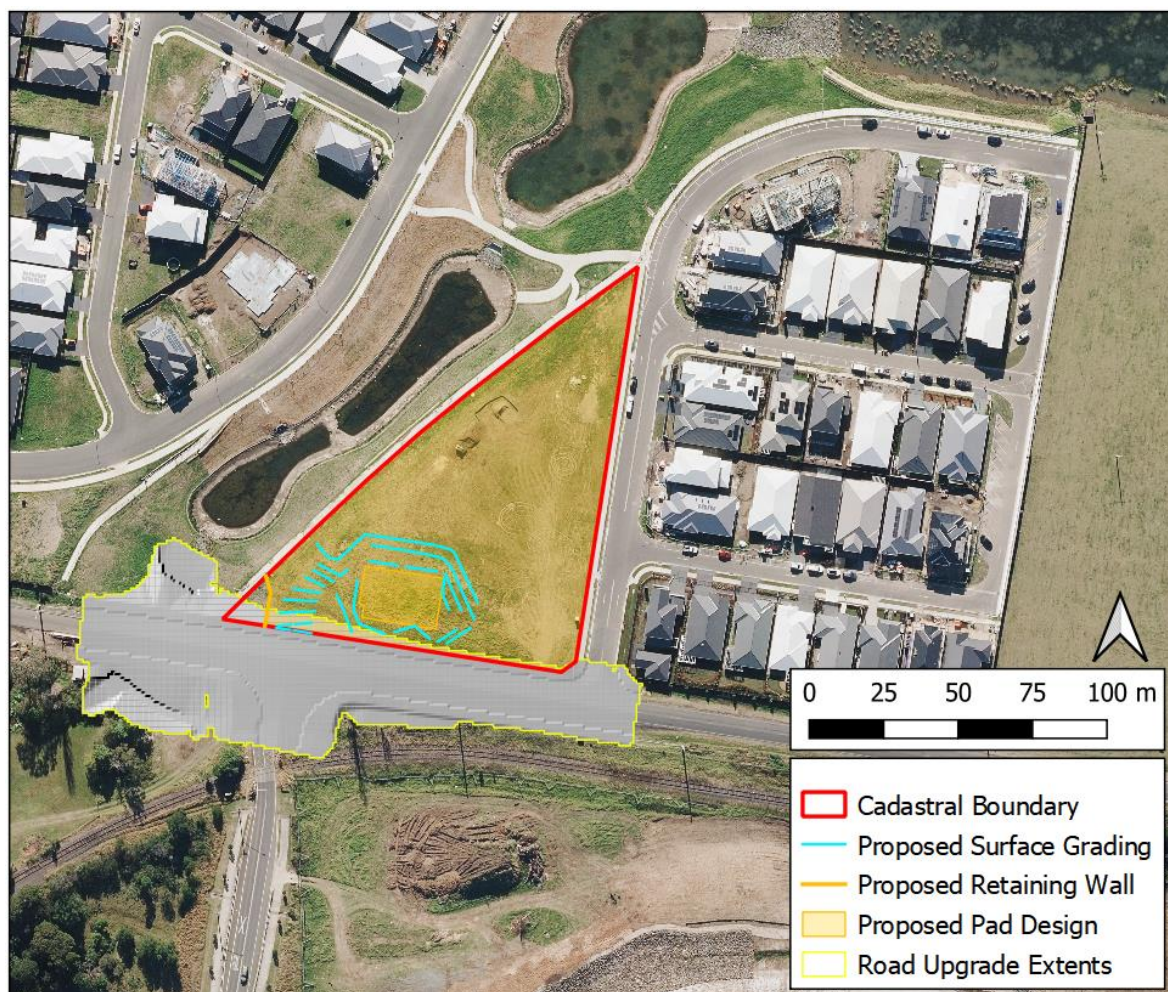 0 25 50 75 100 m
Cadastral Boundary
Proposed Surface Grading
Proposed Retaining Wall
Proposed Pad Design
Road Upgrade Extents